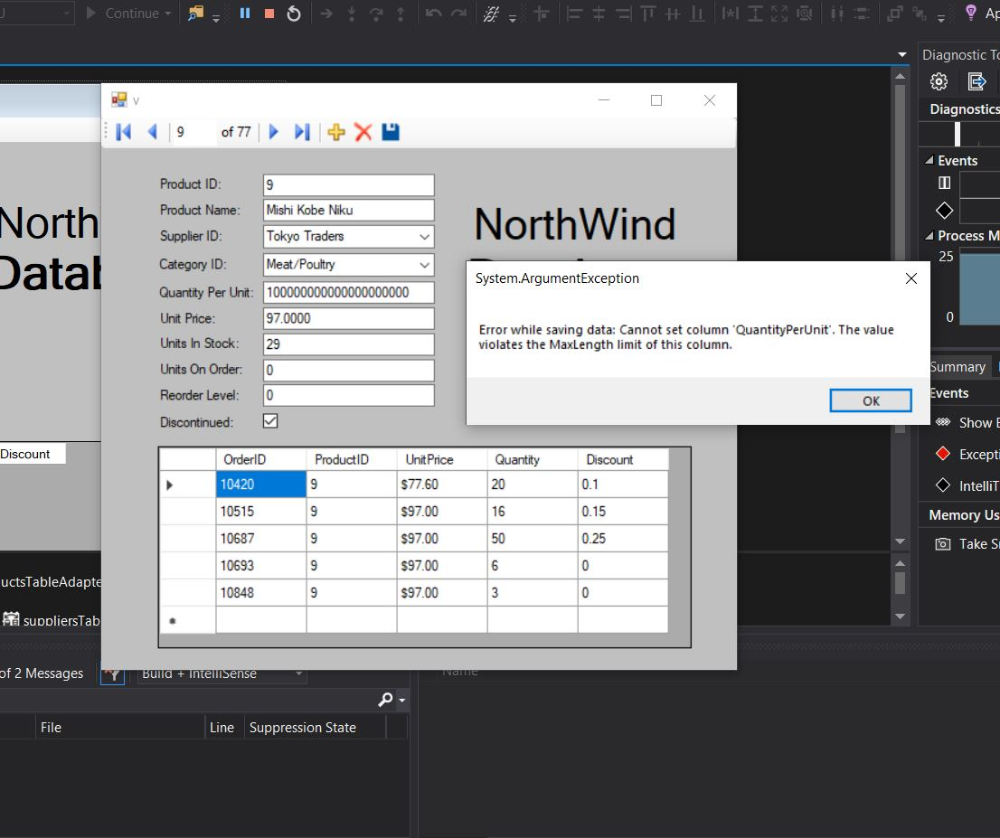 Continue
Ap
Diagnostic To
v
9 of 77
Diagnostics
Events
Product ID: 9
Product Name: Mishi Kobe Niku
Supplier ID: Tokyo Traders
Category ID: Meat/Poultry
Quantity Per Unit:
Unit Price: 97.0000
Units In Stock: 29
Units On Order: 0
Reorder Level: 0
Discontinued:
NorthWind
North
Datab
Process M
25
0
System.ArgumentException
Error while saving data: Cannot set column 'QuantityPerUnit'. The value
violates the MaxLength limit of this column.
OK
Summary
Events
Show E
Excepti
IntelliT
Memory Us
Take S
Discount
OrderID ProductID UnitPrice Quantity Discount
10420 9 $77.60 20 0.1
10515 9 $97.00 16 0.15
10687 9 $97.00 50 0.25
10693 9 $97.00 6 0
10848 9 $97.00 3 0
*
uctsTableAdapte
suppliersTab
of 2 Messages
Build + IntelliSense
Name
File Line Suppression State